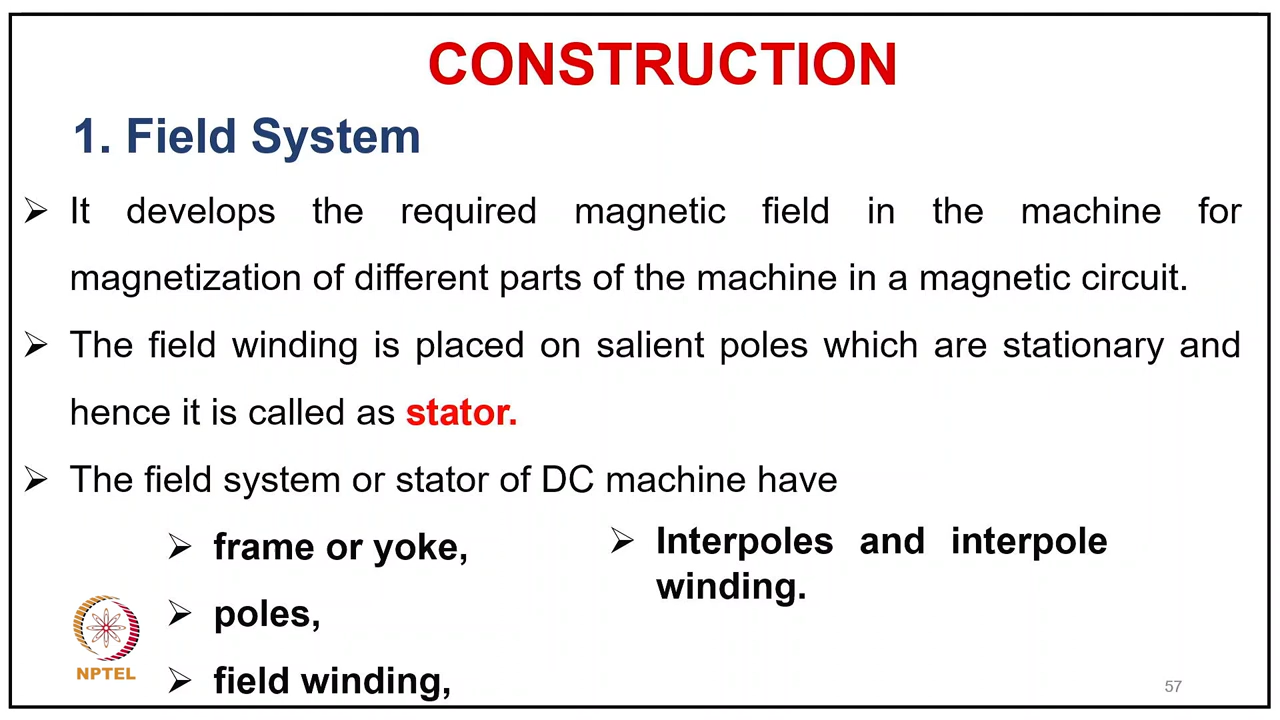 CONSTRUCTION
1. Field System
➢ It develops the required magnetic field in the machine for
magnetization of different parts of the machine in a magnetic circuit.
➢ The field winding is placed on salient poles which are stationary and
hence it is called as stator.
➢ The field system or stator of DC machine have
➢ frame or yoke,
➢ poles,
➢ field winding,
➢ Interpoles and interpole
winding.
NPTEL
57